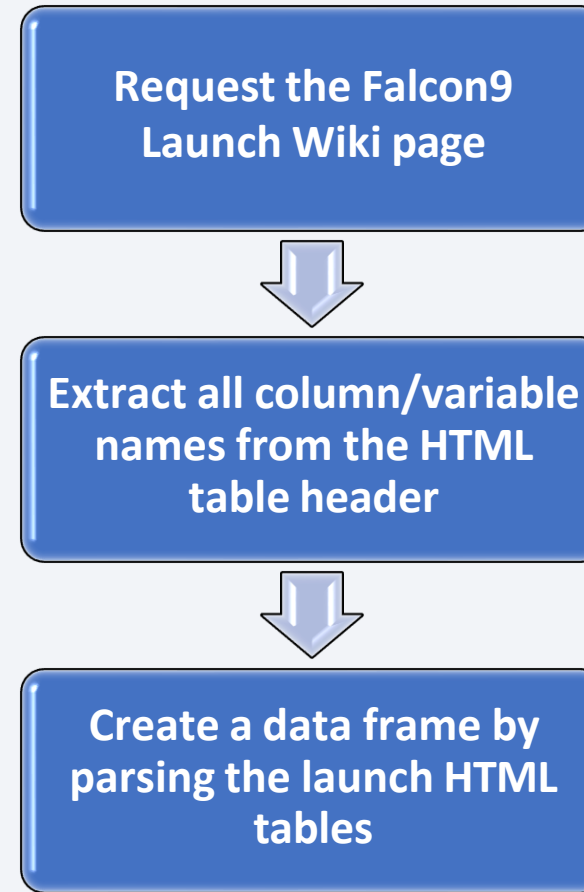 Request the Falcon9
Launch Wiki page
Extract all column/variable
names from the HTML
table header
Create a data frame by
parsing the launch HTML
tables